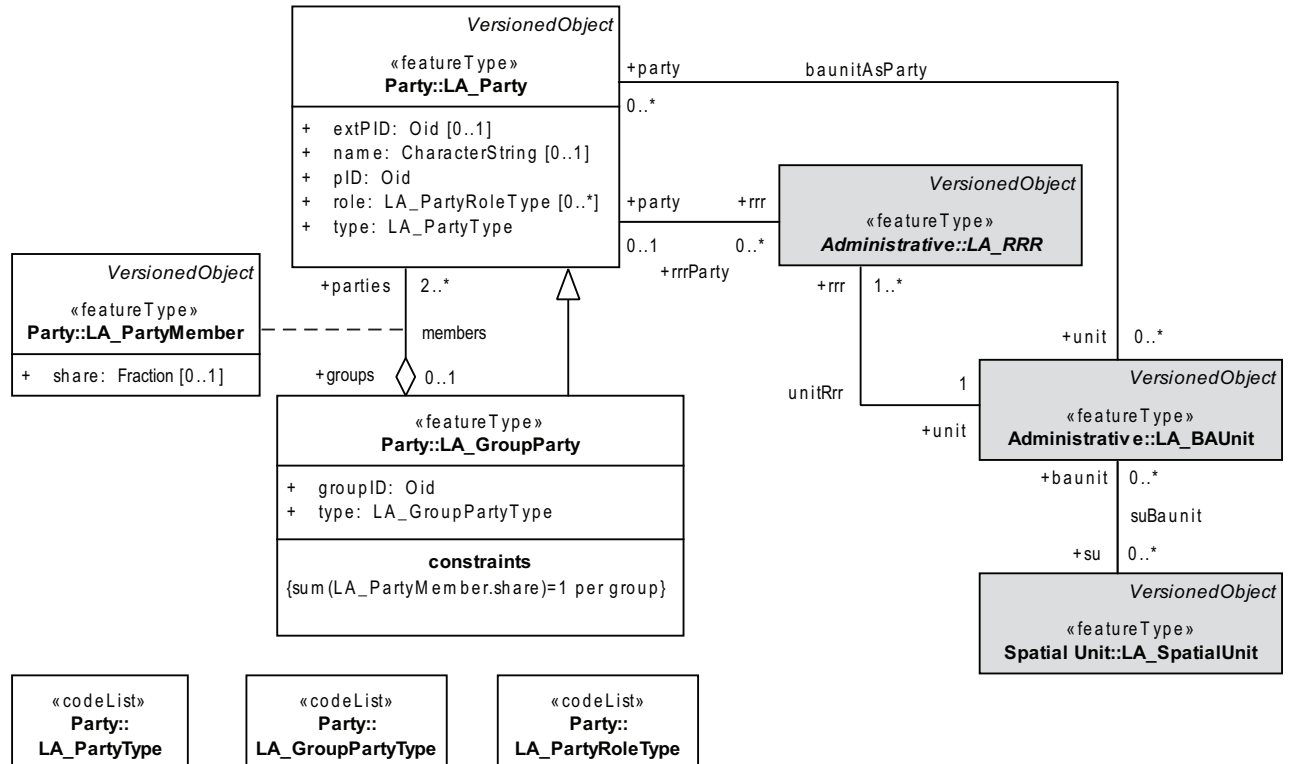 VersionedObject
«featureType»
Party::LA_Party
+ extPID: Oid [0..1]
+ name: CharacterString [0..1]
+ pID: Oid
+ role: LA_PartyRoleType [0..*]
+ type: LA_PartyType
+party
baunitAsParty
0..*
VersionedObject
«featureType»
Administrative::LA_RRR
+party
+rrr
0..1
0..*
+rrrParty
VersionedObject
«featureType»
Party::LA_PartyMember
+ share: Fraction [0..1]
+parties
2..*
members
+groups
0..1
+rrr
1..*
+unit
0..*
unitRrr
1
+unit
VersionedObject
«featureType»
Administrative::LA_BAUnit
«featureType»
Party::LA_GroupParty
+ groupID: Oid
+ type: LA_GroupPartyType
constraints
{sum(LA_PartyMember.share)=1 per group}
+baunit
0..*
suBaunit
+su
0..*
VersionedObject
«featureType»
Spatial Unit::LA_SpatialUnit
«codeList»
Party::
LA_PartyType
«codeList»
Party::
LA_GroupPartyType
«codeList»
Party::
LA_PartyRoleType